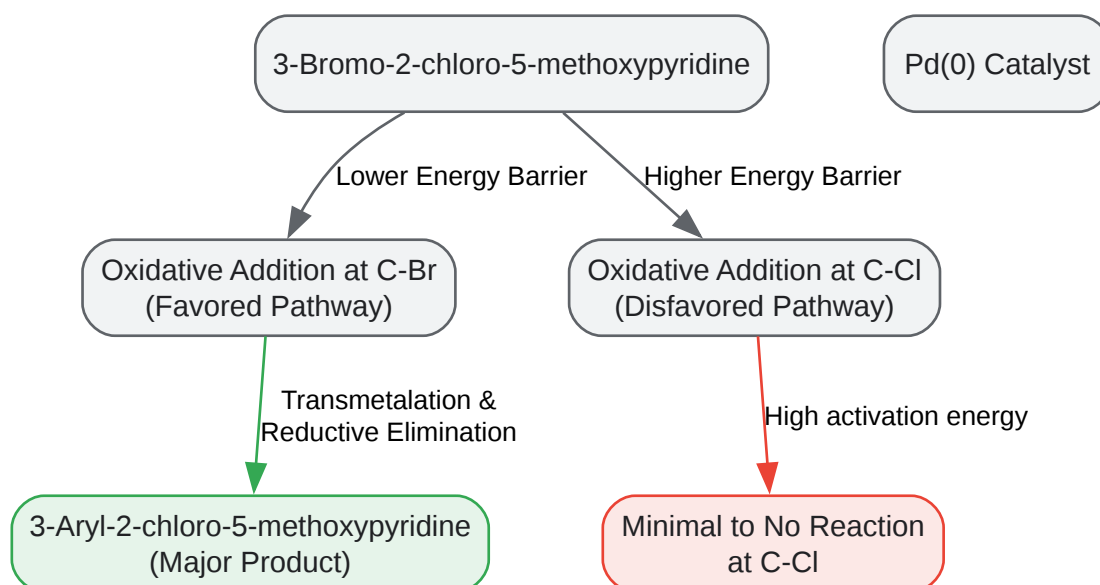 3-Bromo-2-chloro-5-methoxypyridine
Pd(0) Catalyst
Lower Energy Barrier
Higher Energy Barrier
Oxidative Addition at C-Br
(Favored Pathway)
Oxidative Addition at C-Cl
(Disfavored Pathway)
Transmetalation &
Reductive Elimination
High activation energy
3-Aryl-2-chloro-5-methoxypyridine
(Major Product)
Minimal to No Reaction
at C-Cl